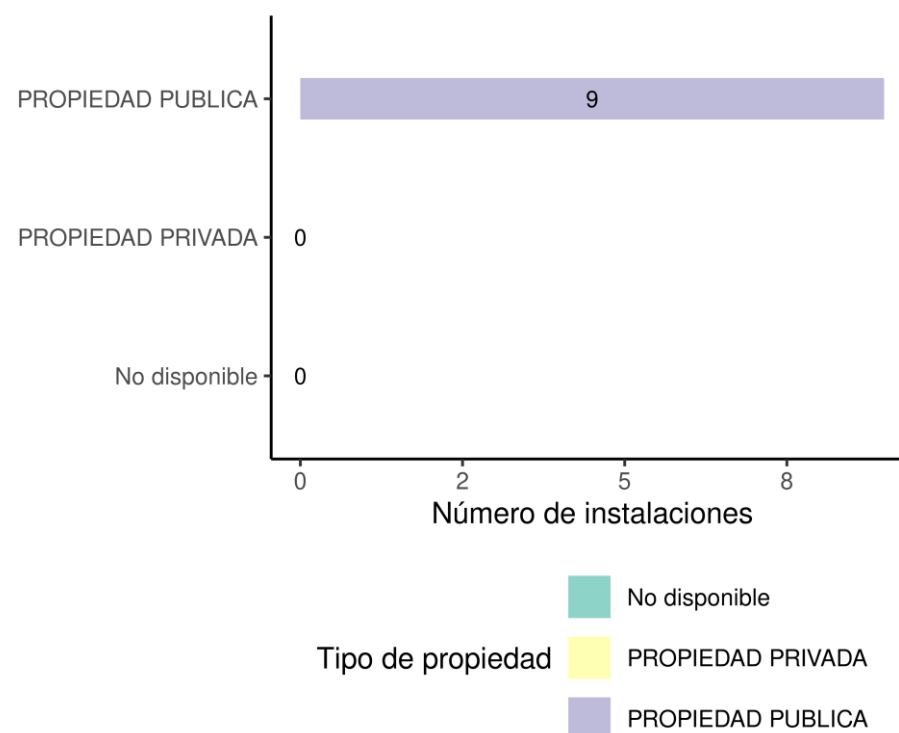 PROPIEDAD PUBLICA
9
PROPIEDAD PRIVADA
0
No disponible
0
0 2 5 8
Número de instalaciones
Tipo de propiedad
No disponible
PROPIEDAD PRIVADA
PROPIEDAD PUBLICA